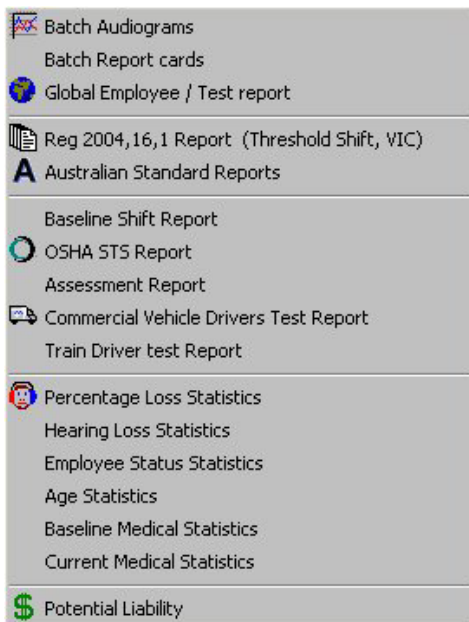 Batch Audiograms
Batch Report cards
Global Employee / Test report
Reg 2004,16,1 Report (Threshold Shift, VIC)
A Australian Standard Reports
Baseline Shift Report
OSHA STS Report
Assessment Report
Commercial Vehicle Drivers Test Report
Train Driver test Report
Percentage Loss Statistics
Hearing Loss Statistics
Employee Status Statistics
Age Statistics
Baseline Medical Statistics
Current Medical Statistics
$ Potential Liability